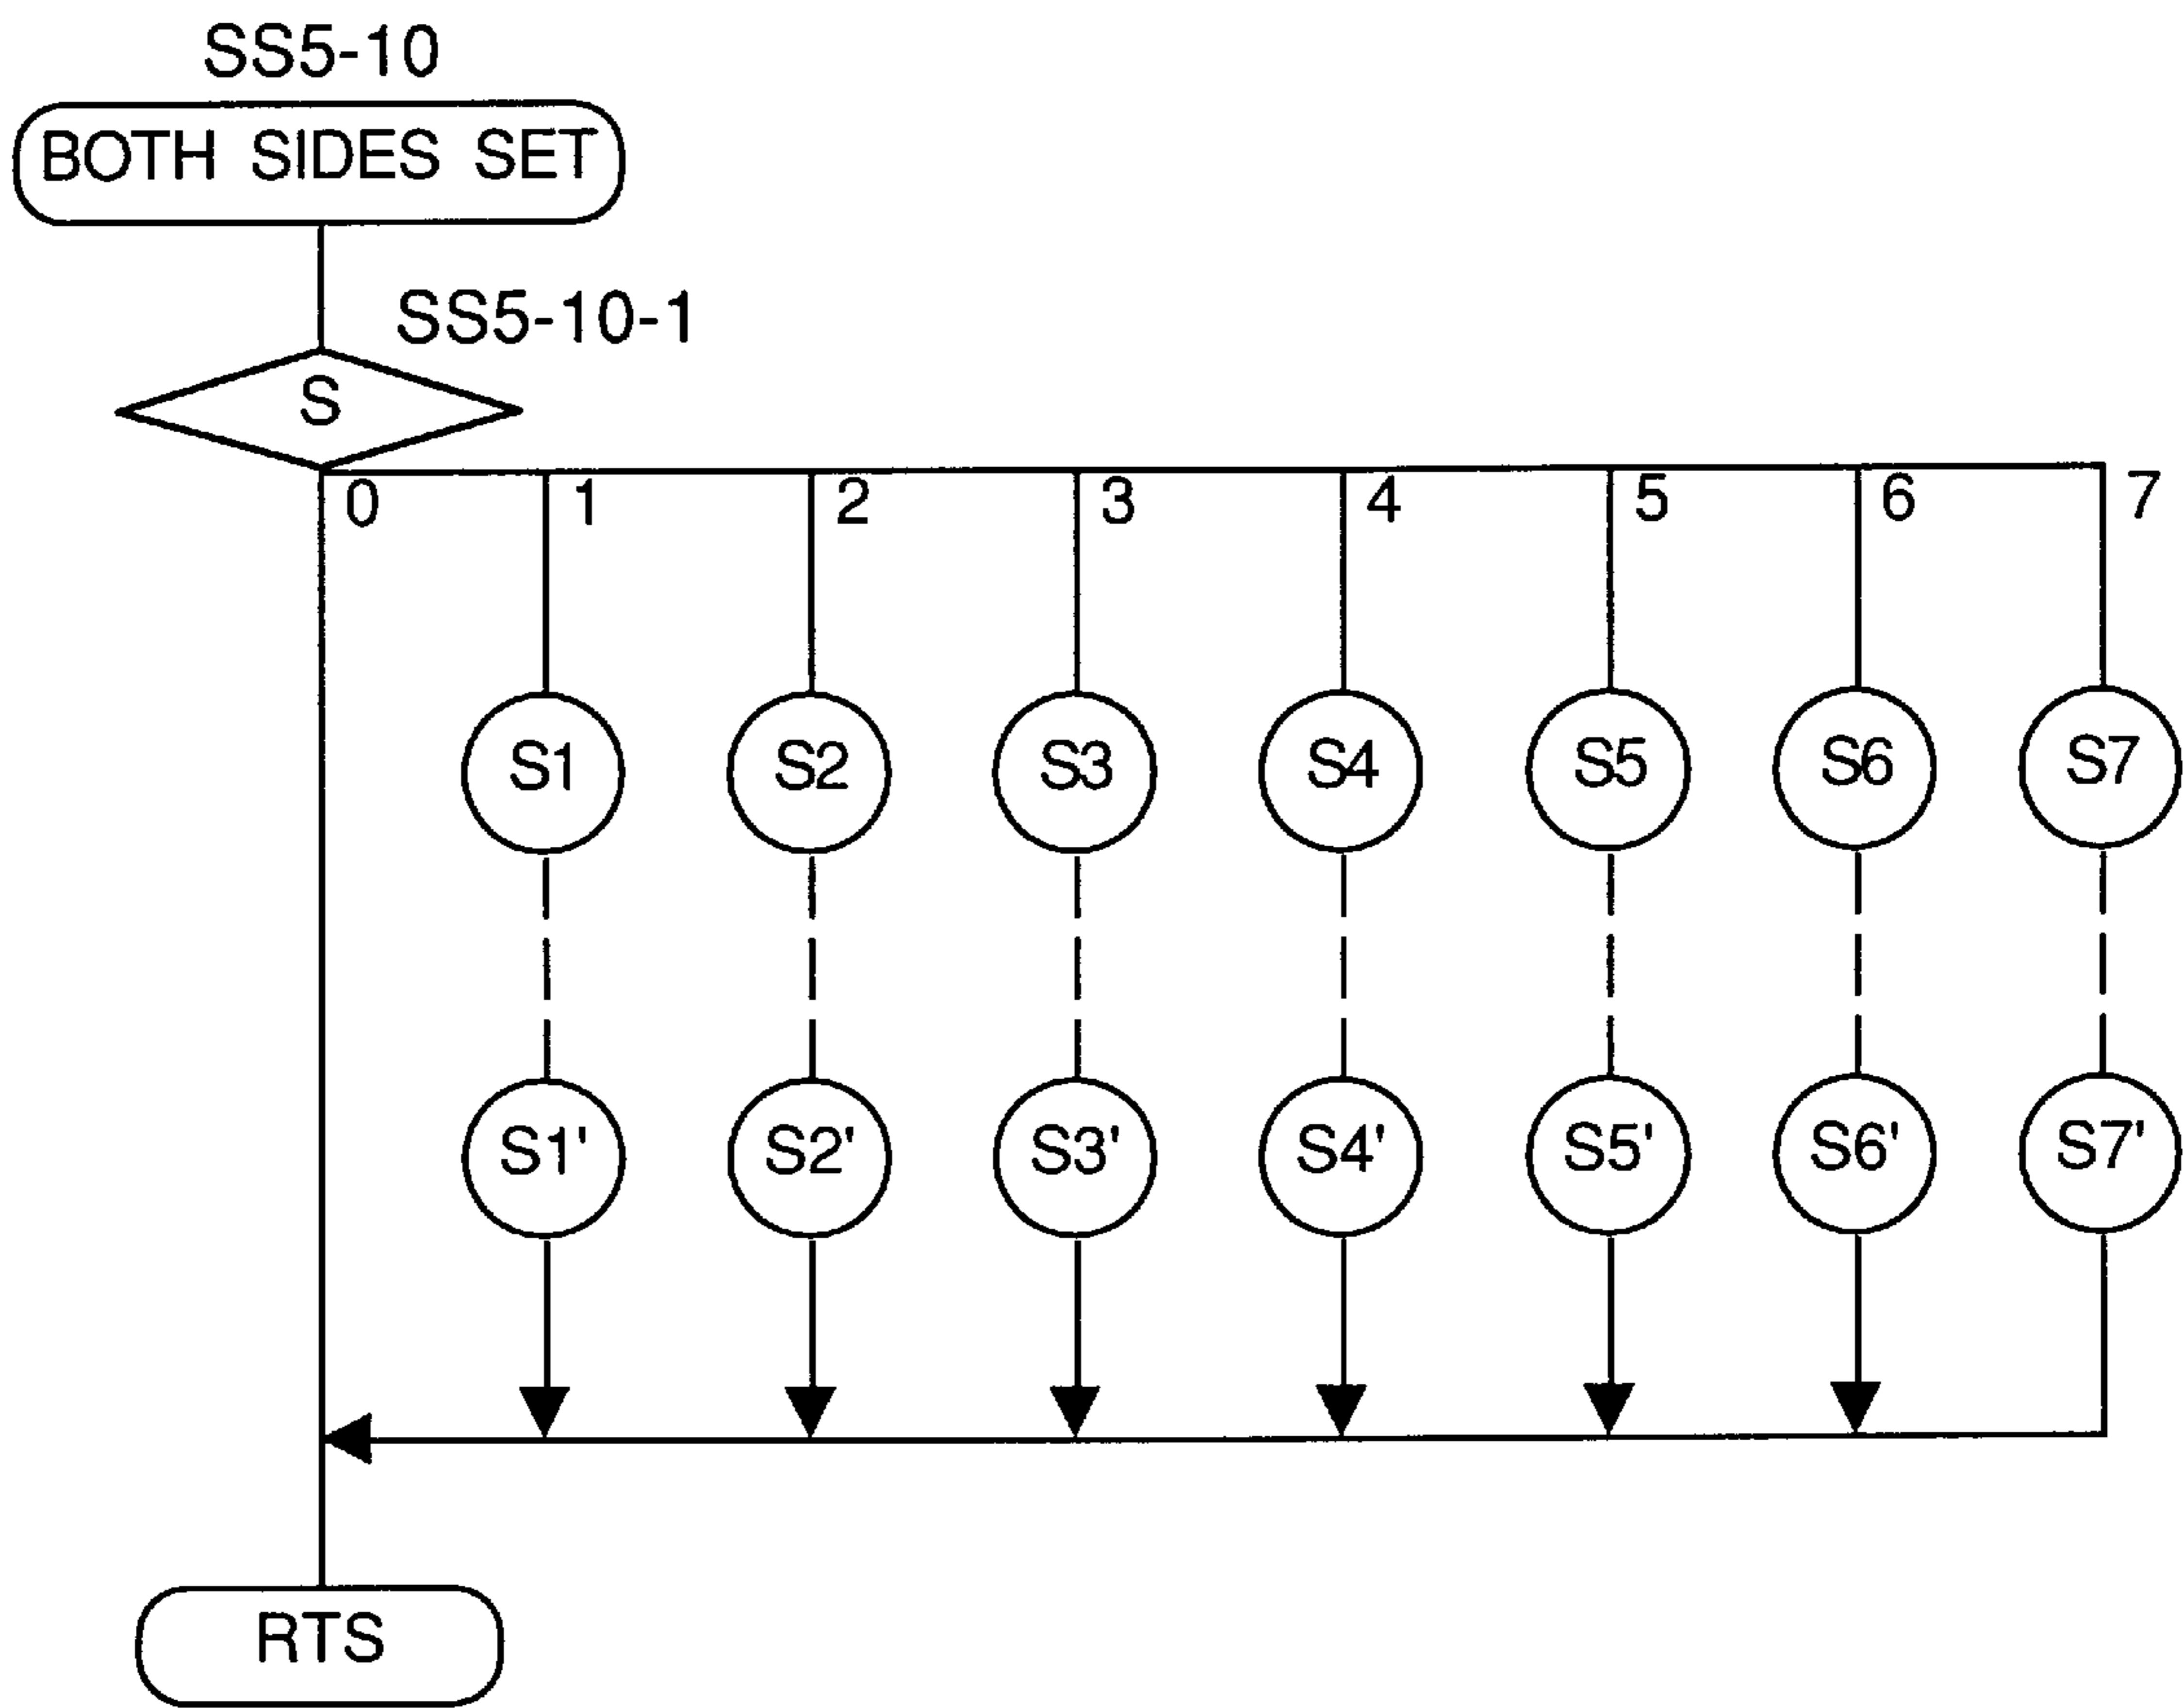 SS5-10
BOTH SIDES SET
SS5-10-1
S
0 1 2 3 4 5 6 7
S1 S2 S3 S4 S5 S6 S7
S1' S2' S3' S4' S5' S6' S7'
RTS